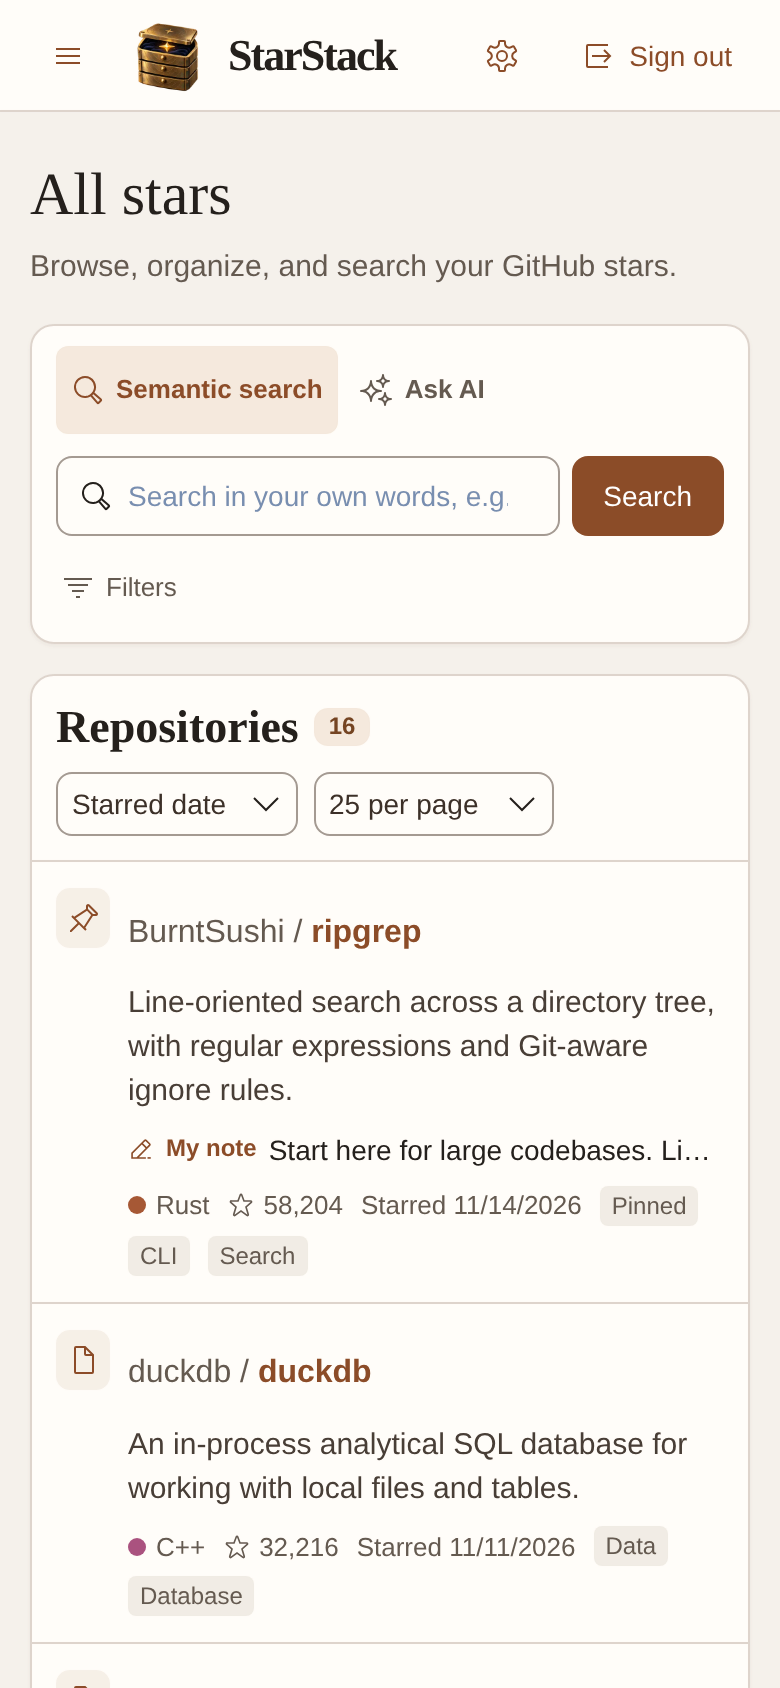 StarStack
Sign out
All stars
Browse, organize, and search your GitHub stars.
Semantic search
Ask AI
Search in your own words, e.g.
Search
Filters
Repositories 16
Starred date
25 per page
BurntSushi / ripgrep
Line-oriented search across a directory tree,
with regular expressions and Git-aware
ignore rules.
My note Start here for large codebases. Li…
Rust 58,204 Starred 11/14/2026 Pinned
CLI Search
duckdb / duckdb
An in-process analytical SQL database for
working with local files and tables.
C++ 32,216 Starred 11/11/2026 Data
Database